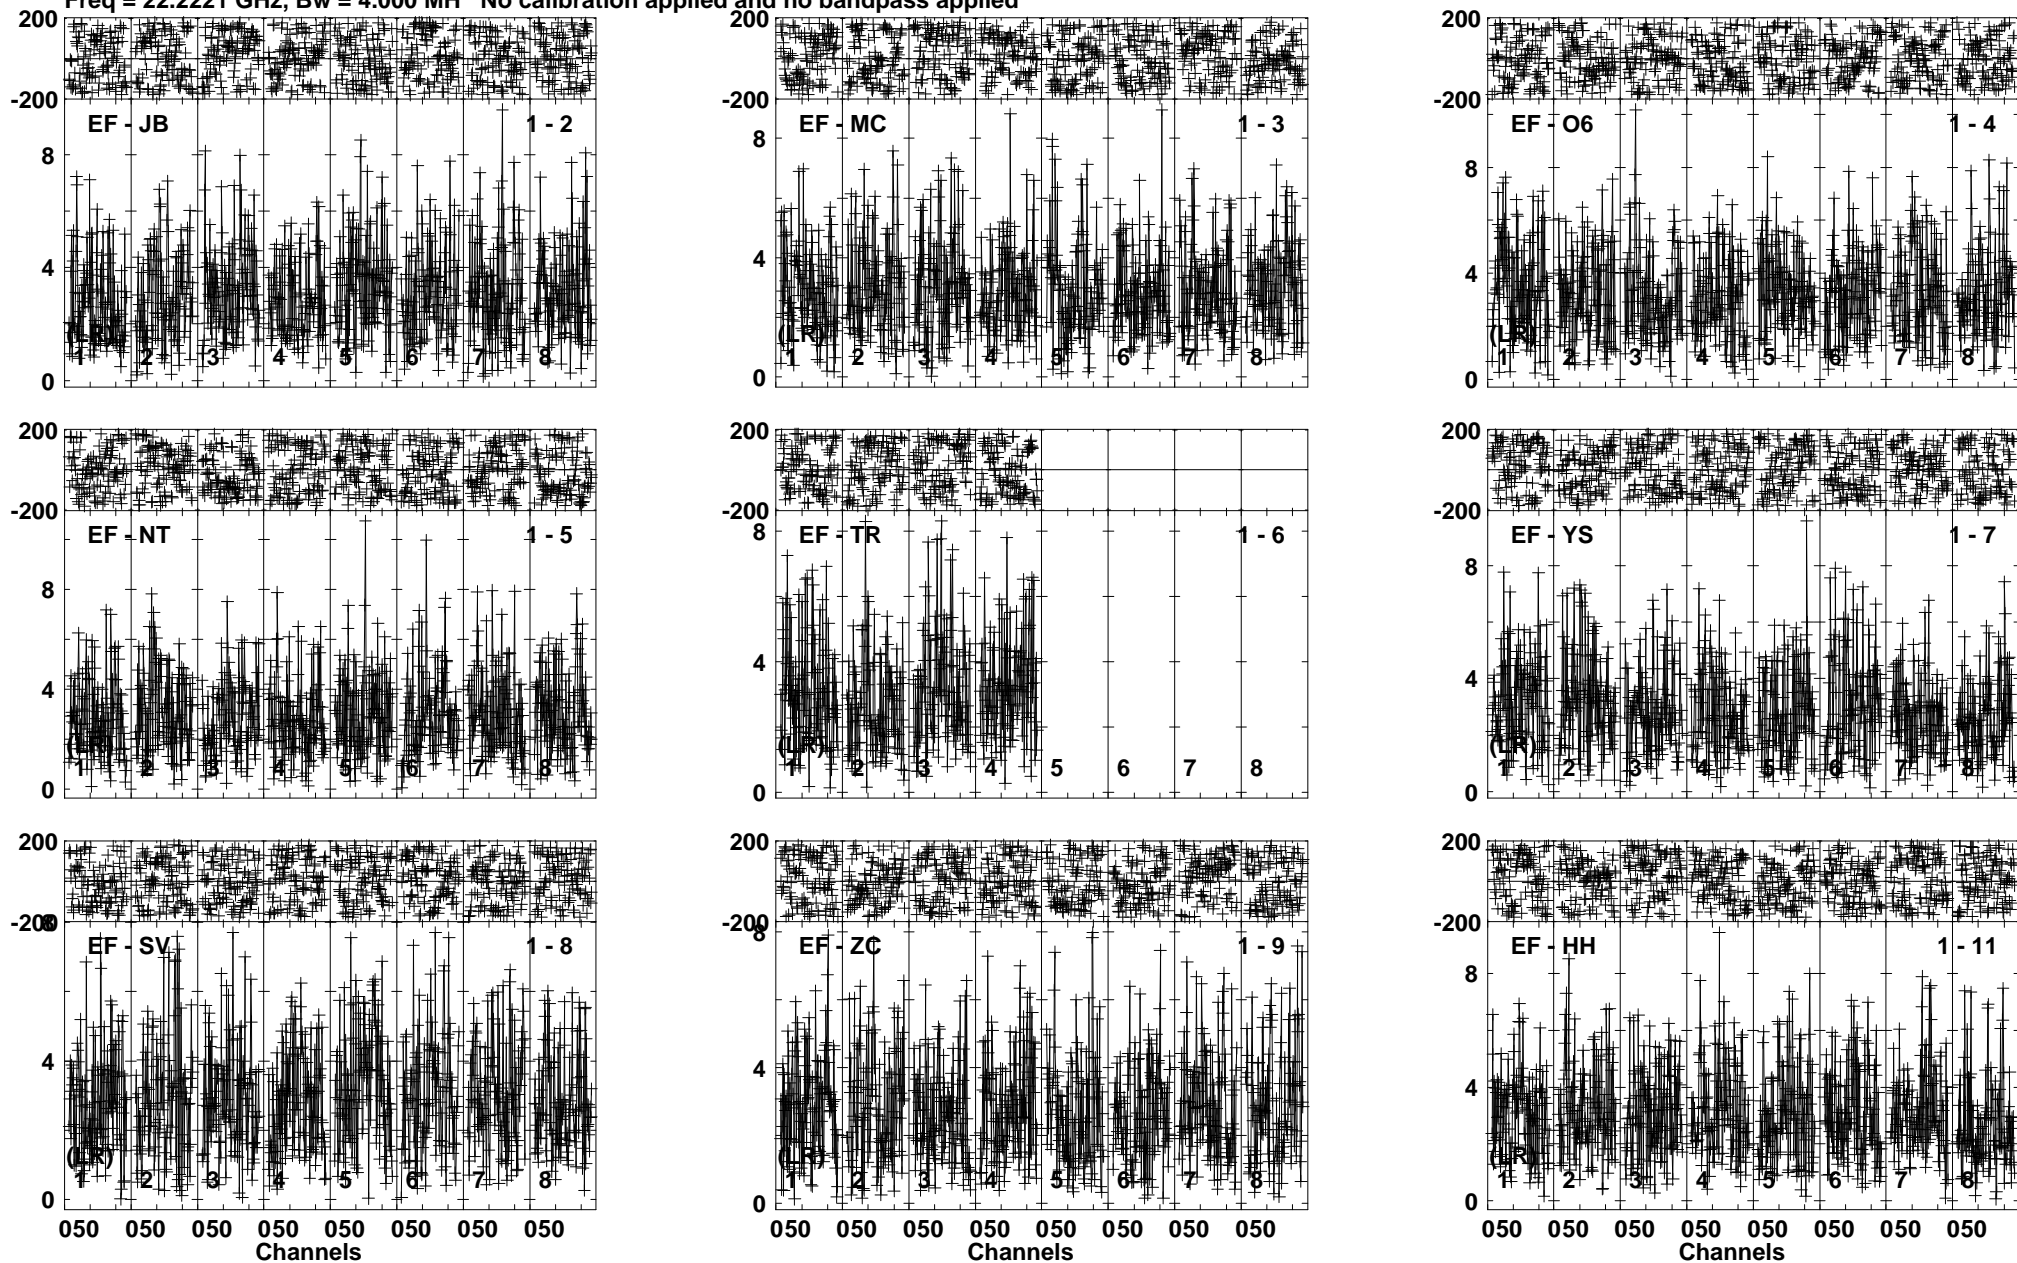 Freq = 22.2221 GHz, Bw = 4.000 MH No calibration applied and no bandpass applied
200 200 200
-200 -200 -200
EF - JB 1 - 2 EF - MC 1 - 3 EF - O6 1 - 4
8 8 8
4 4 4
(LR) (LR) (LR)
1 2 3 4 5 6 7 8 1 2 3 4 5 6 7 8 1 2 3 4 5 6 7 8
0 0 0
200 200 200
-200 -200 -200
EF - NT 1 - 5 EF - TR 1 - 6 EF - YS 1 - 7
8 8 8
4 4 4
(LR) (LR) (LR)
1 2 3 4 5 6 7 8 1 2 3 4 5 6 7 8 1 2 3 4 5 6 7 8
0 0 0
200 200 200
-200 -200 -200
8 8
EF - SV 1 - 8 EF - ZC 1 - 9 EF - HH 1 - 11
8
4 4 4
(LR) (LR) (LR)
1 2 3 4 5 6 7 8 1 2 3 4 5 6 7 8 1 2 3 4 5 6 7 8
0 0 0
050 050 050 050 050 050 050 050 050 050 050 050 050 050 050 050 050 050 050 050 050 050 050 050
Channels Channels Channels